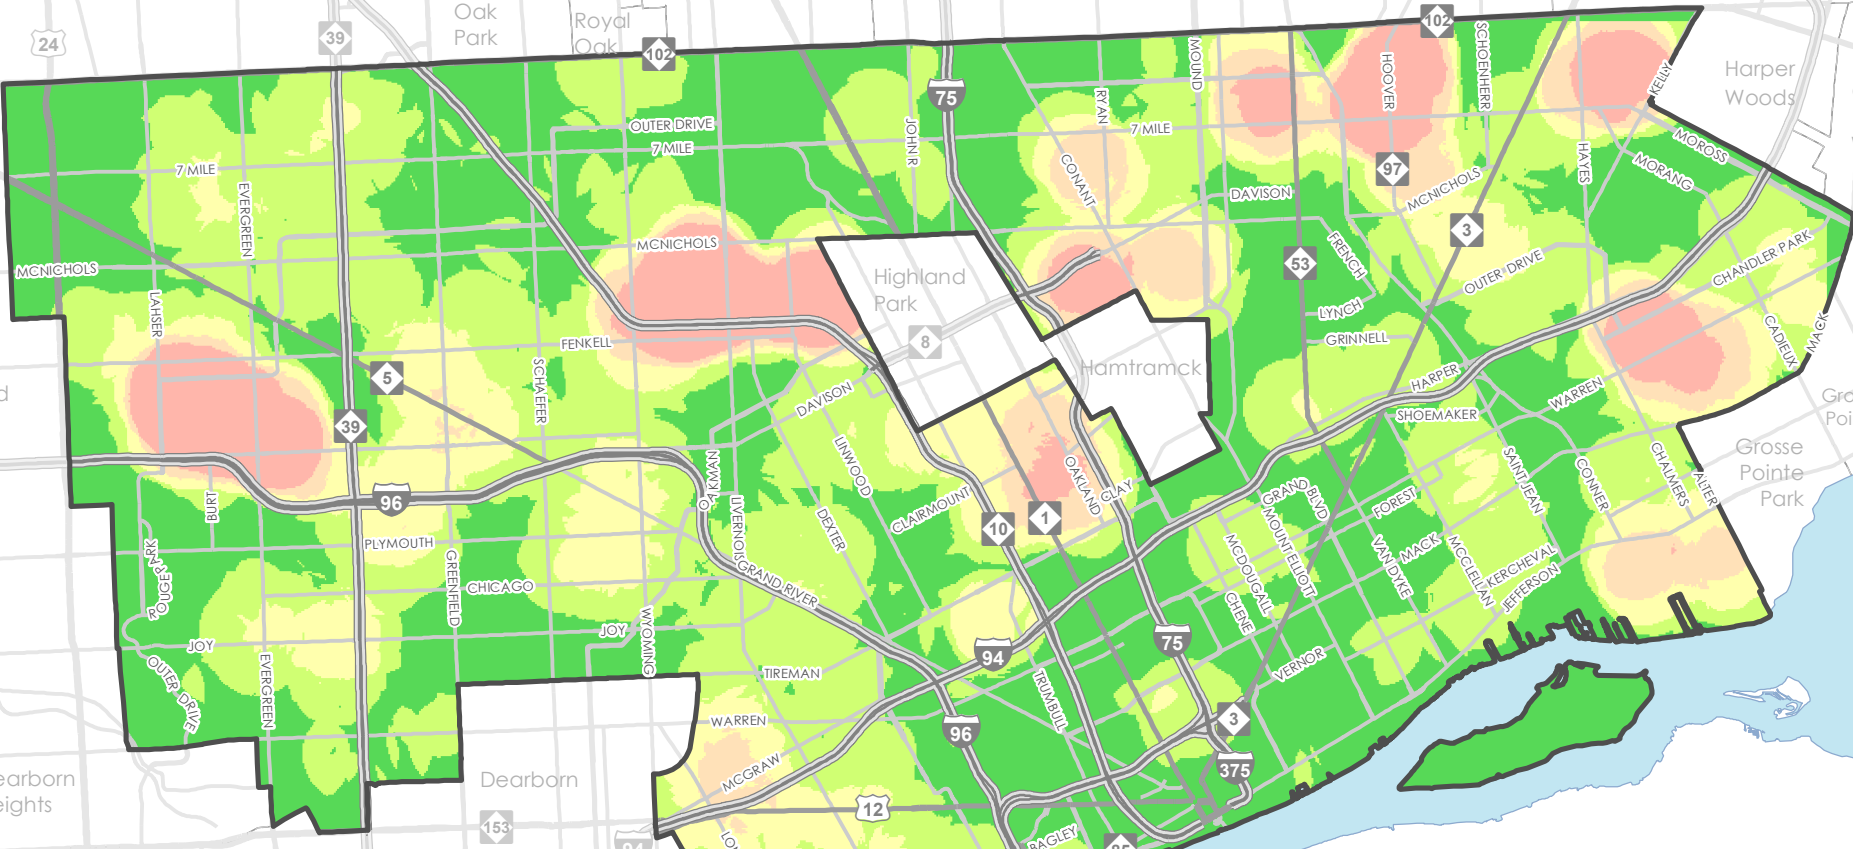 Oak
Park
Royal
Oak
24
39
102
102
SCHOENHERR
HOOVER
MOUND
KELLY
Harper
Woods
75
RYAN
OUTER DRIVE
7 MILE
7 MILE
7 MILE
JOHN R
CONANT
97
HAYES
MOROSS
MORANG
EVERGREEN
DAVISON
MCNICHOLS
3
MCNICHOLS
MCNICHOLS
FRENCH
53
OUTER DRIVE
CHANDLER PARK
Highland
Park
LAHSER
LYNCH
GRINNELL
8
FENKELL
Hamtramck
CADIEUX
MACK
5
SCHAEFER
DAVISON
HARPER
SHOEMAKER
WARREN
39
LINWOOD
OAKMAN
OAKLAND
CLAY
SAINT JEAN
CONNER
CHALMERS
ALTER
Grosse
Pointe
Park
96
BURT
LIVERNOIS
DEXTER
CLAIRMOUNT
10
1
GRAND BLVD
FOREST
MOUNT ELLIOTT
PLYMOUTH
ROUGE PARK
GREENFIELD
CHICAGO
GRAND RIVER
MCDOUGALL
CHENE
VAN DYKE
MACK
MCCLELLAN
KERCHEVAL
JEFFERSON
JOY
JOY
WYOMING
94
75
VERNOR
OUTER DRIVE
EVERGREEN
TIREMAN
TRUMBULL
WARREN
96
3
MCGRAW
375
Dearborn
12
153
BAGLEY